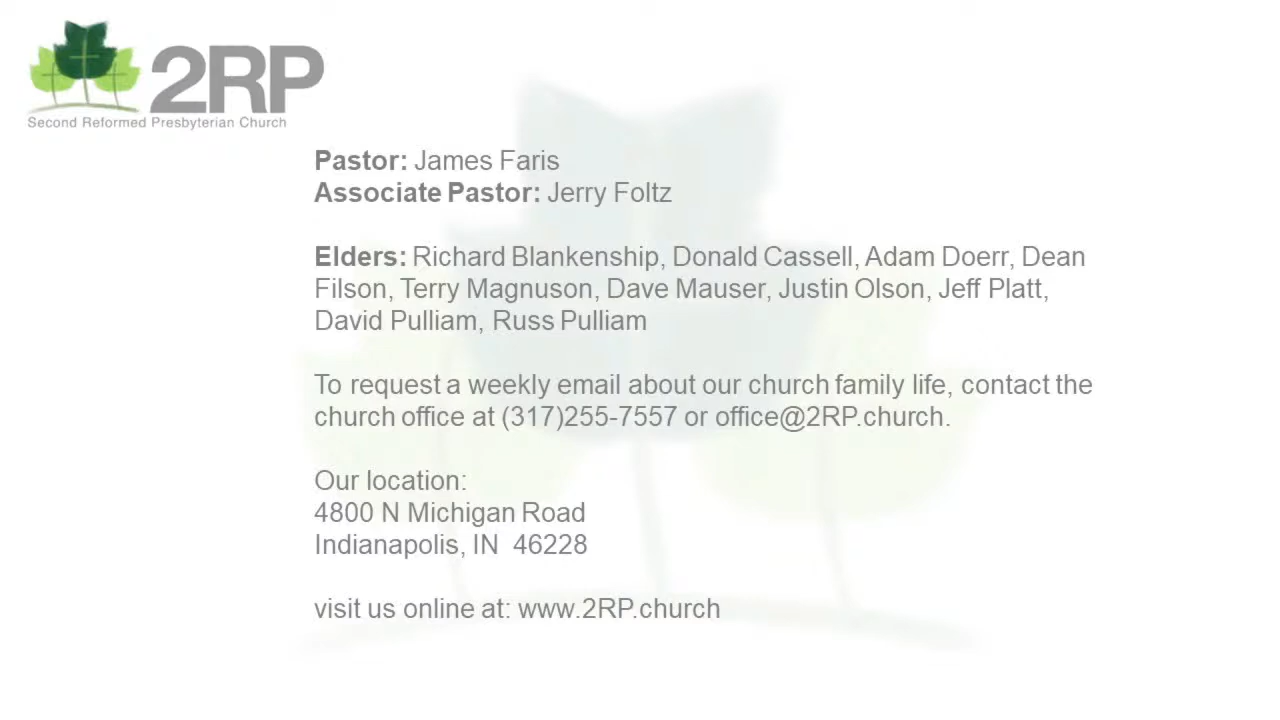 2RP
Second Reformed Presbyterian Church
Pastor: James Faris
Associate Pastor: Jerry Foltz
Elders: Richard Blankenship, Donald Cassell, Adam Doerr, Dean
Filson, Terry Magnuson, Dave Mauser, Justin Olson, Jeff Platt,
David Pulliam, Russ Pulliam
To request a weekly email about our church family life, contact the
church office at (317)255-7557 or office@2RP.church.
Our location:
4800 N Michigan Road
Indianapolis, IN  46228
visit us online at: www.2RP.church